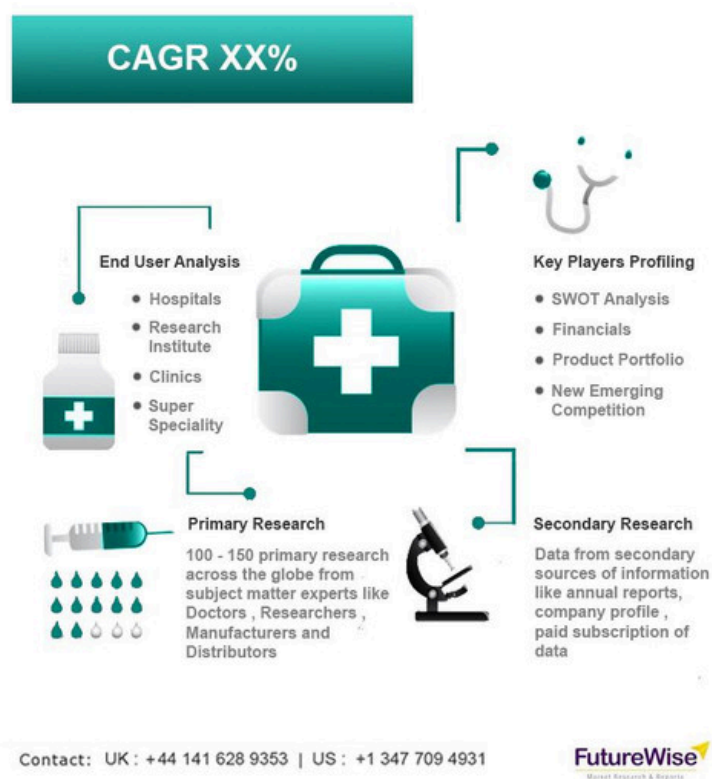 CAGR XX%
End User Analysis
• Hospitals
• Research
Institute
• Clinics
• Super
Speciality
Key Players Profiling
• SWOT Analysis
• Financials
• Product Portfolio
• New Emerging
Competition
Primary Research
100 - 150 primary research
across the globe from
subject matter experts like
Doctors , Researchers ,
Manufacturers and
Distributors
Secondary Research
Data from secondary
sources of information
like annual reports,
company profile ,
paid subscription of
data
Contact: UK : +44 141 628 9353 | US : +1 347 709 4931
FutureWise
Market Research & Reports